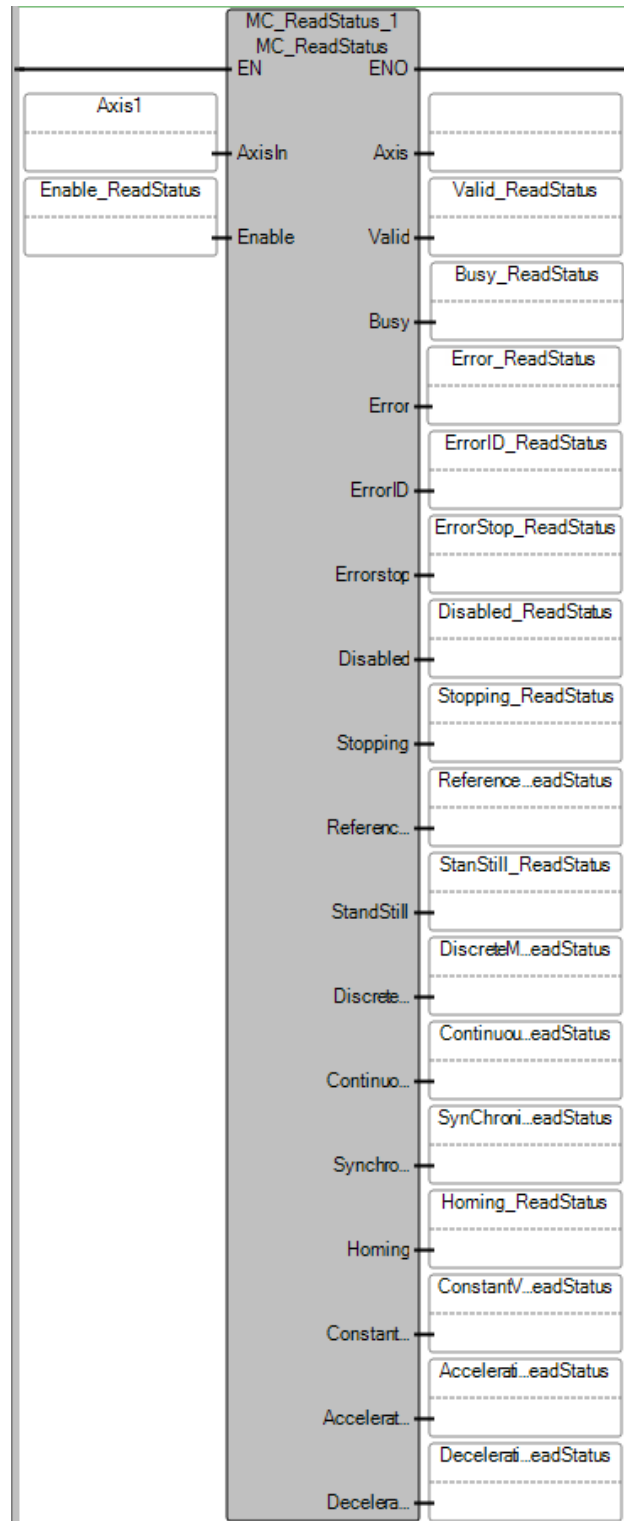 MC_ReadStatus_1
MC_ReadStatus
EN ENO
Axis1
AxisIn Axis
Enable_ReadStatus Valid_ReadStatus
Enable Valid
Busy_ReadStatus
Busy
Error_ReadStatus
Error
ErrorID_ReadStatus
ErrorID
ErrorStop_ReadStatus
Errorstop
Disabled_ReadStatus
Disabled
Stopping_ReadStatus
Stopping
Reference...eadStatus
Referenc...
StanStill_ReadStatus
StandStill
DiscreteM...eadStatus
Discrete...
Continuou...eadStatus
Continuo...
SynChroni...eadStatus
Synchro...
Homing_ReadStatus
Homing
ConstantV...eadStatus
Constant...
Accelerati...eadStatus
Accelerat...
Decelerati...eadStatus
Decelera...